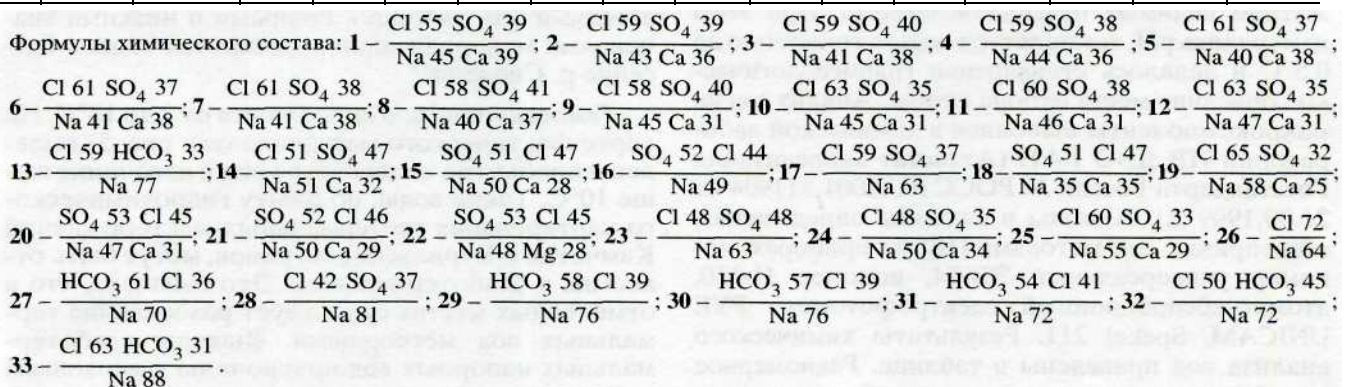 Cl 55 SO₄ 39 Cl 59 SO₄ 39 Cl 59 SO₄ 40 Cl 59 SO₄ 38 Cl 61 SO₄ 37
Формулы химического состава: 1 ; 2 – ; 3 – ; 4 – ; 5 – ;
Na 45 Ca 39 Na 43 Ca 36 Na 41 Ca 38 Na 44 Ca 36 Na 40 Ca 38
Cl 61 SO₄ 37 Cl 61 SO₄ 38 Cl 58 SO₄ 41 Cl 58 SO₄ 40 Cl 63 SO₄ 35 Cl 60 SO₄ 38 Cl 63 SO₄ 35
6 – ; 7 – ; 8 – ; 9 – ; 10 – ; 11 – ; 12 – ;
Na 41 Ca 38 Na 41 Ca 38 Na 40 Ca 37 Na 45 Ca 31 Na 45 Ca 31 Na 46 Ca 31 Na 47 Ca 31
Cl 59 HCO₃ 33 Cl 51 SO₄ 47 SO₄ 51 Cl 47 SO₄ 52 Cl 44 Cl 59 SO₄ 37 SO₄ 51 Cl 47 Cl 65 SO₄ 32
13 – ; 14 – ; 15 – ; 16 – ; 17 – ; 18 – ; 19 – ;
Na 77 Na 51 Ca 32 Na 50 Ca 28 Na 49 Na 63 Na 35 Ca 35 Na 58 Ca 25
SO₄ 53 Cl 45 SO₄ 52 Cl 46 SO₄ 53 Cl 45 Cl 48 SO₄ 48 Cl 48 SO₄ 35 Cl 60 SO₄ 33 Cl 72
20 – ; 21 – ; 22 – ; 23 – ; 24 – ; 25 – ; 26 – ;
Na 47 Ca 31 Na 50 Ca 29 Na 48 Mg 28 Na 63 Na 50 Ca 34 Na 55 Ca 29 Na 64
HCO₃ 61 Cl 36 Cl 42 SO₄ 37 HCO₃ 58 Cl 39 HCO₃ 57 Cl 39 HCO₃ 54 Cl 41 Cl 50 HCO₃ 45
27 – ; 28 – ; 29 – ; 30 – ; 31 – ; 32 – ;
Na 70 Na 81 Na 76 Na 76 Na 72 Na 72
Cl 63 HCO₃ 31
33 –
Na 88